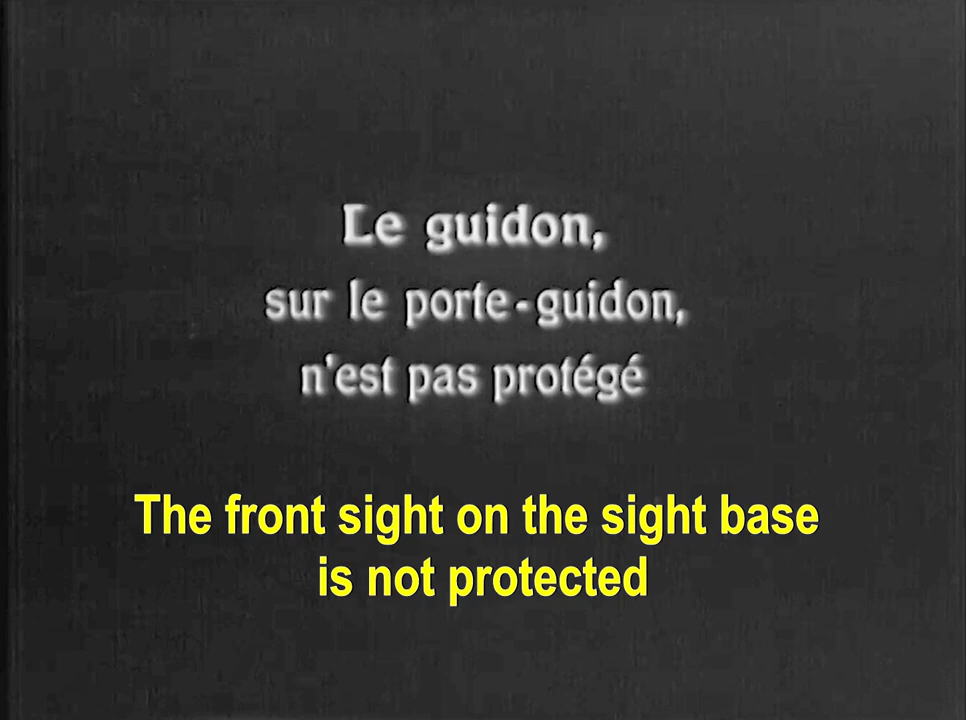 Le guidon,
sur le porte-guidon,
n'est pas protégé
The front sight on the sight base
is not protected